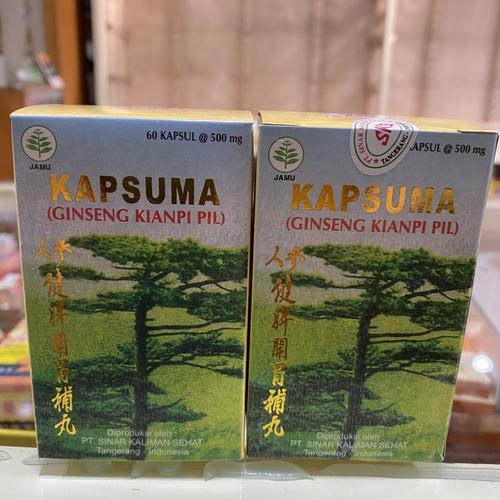 60 KAPSUL @ 500 mg
JAMU
KAPSUMA
(GINSENG KIANPI PIL)
人参健脾開胃補丸
Diproduksi oleh :
PT. SINAR KALIMAN SEHAT
Tangerang - Indonesia
KAPSUL @ 500 mg
JAMU
SKS
TANGERANG
KAPSUMA
(GINSENG KIANPI PIL)
人参健脾開胃補丸
Diproduksi oleh :
PT. SINAR KALIMAN SEHAT
Tangerang - Indonesia